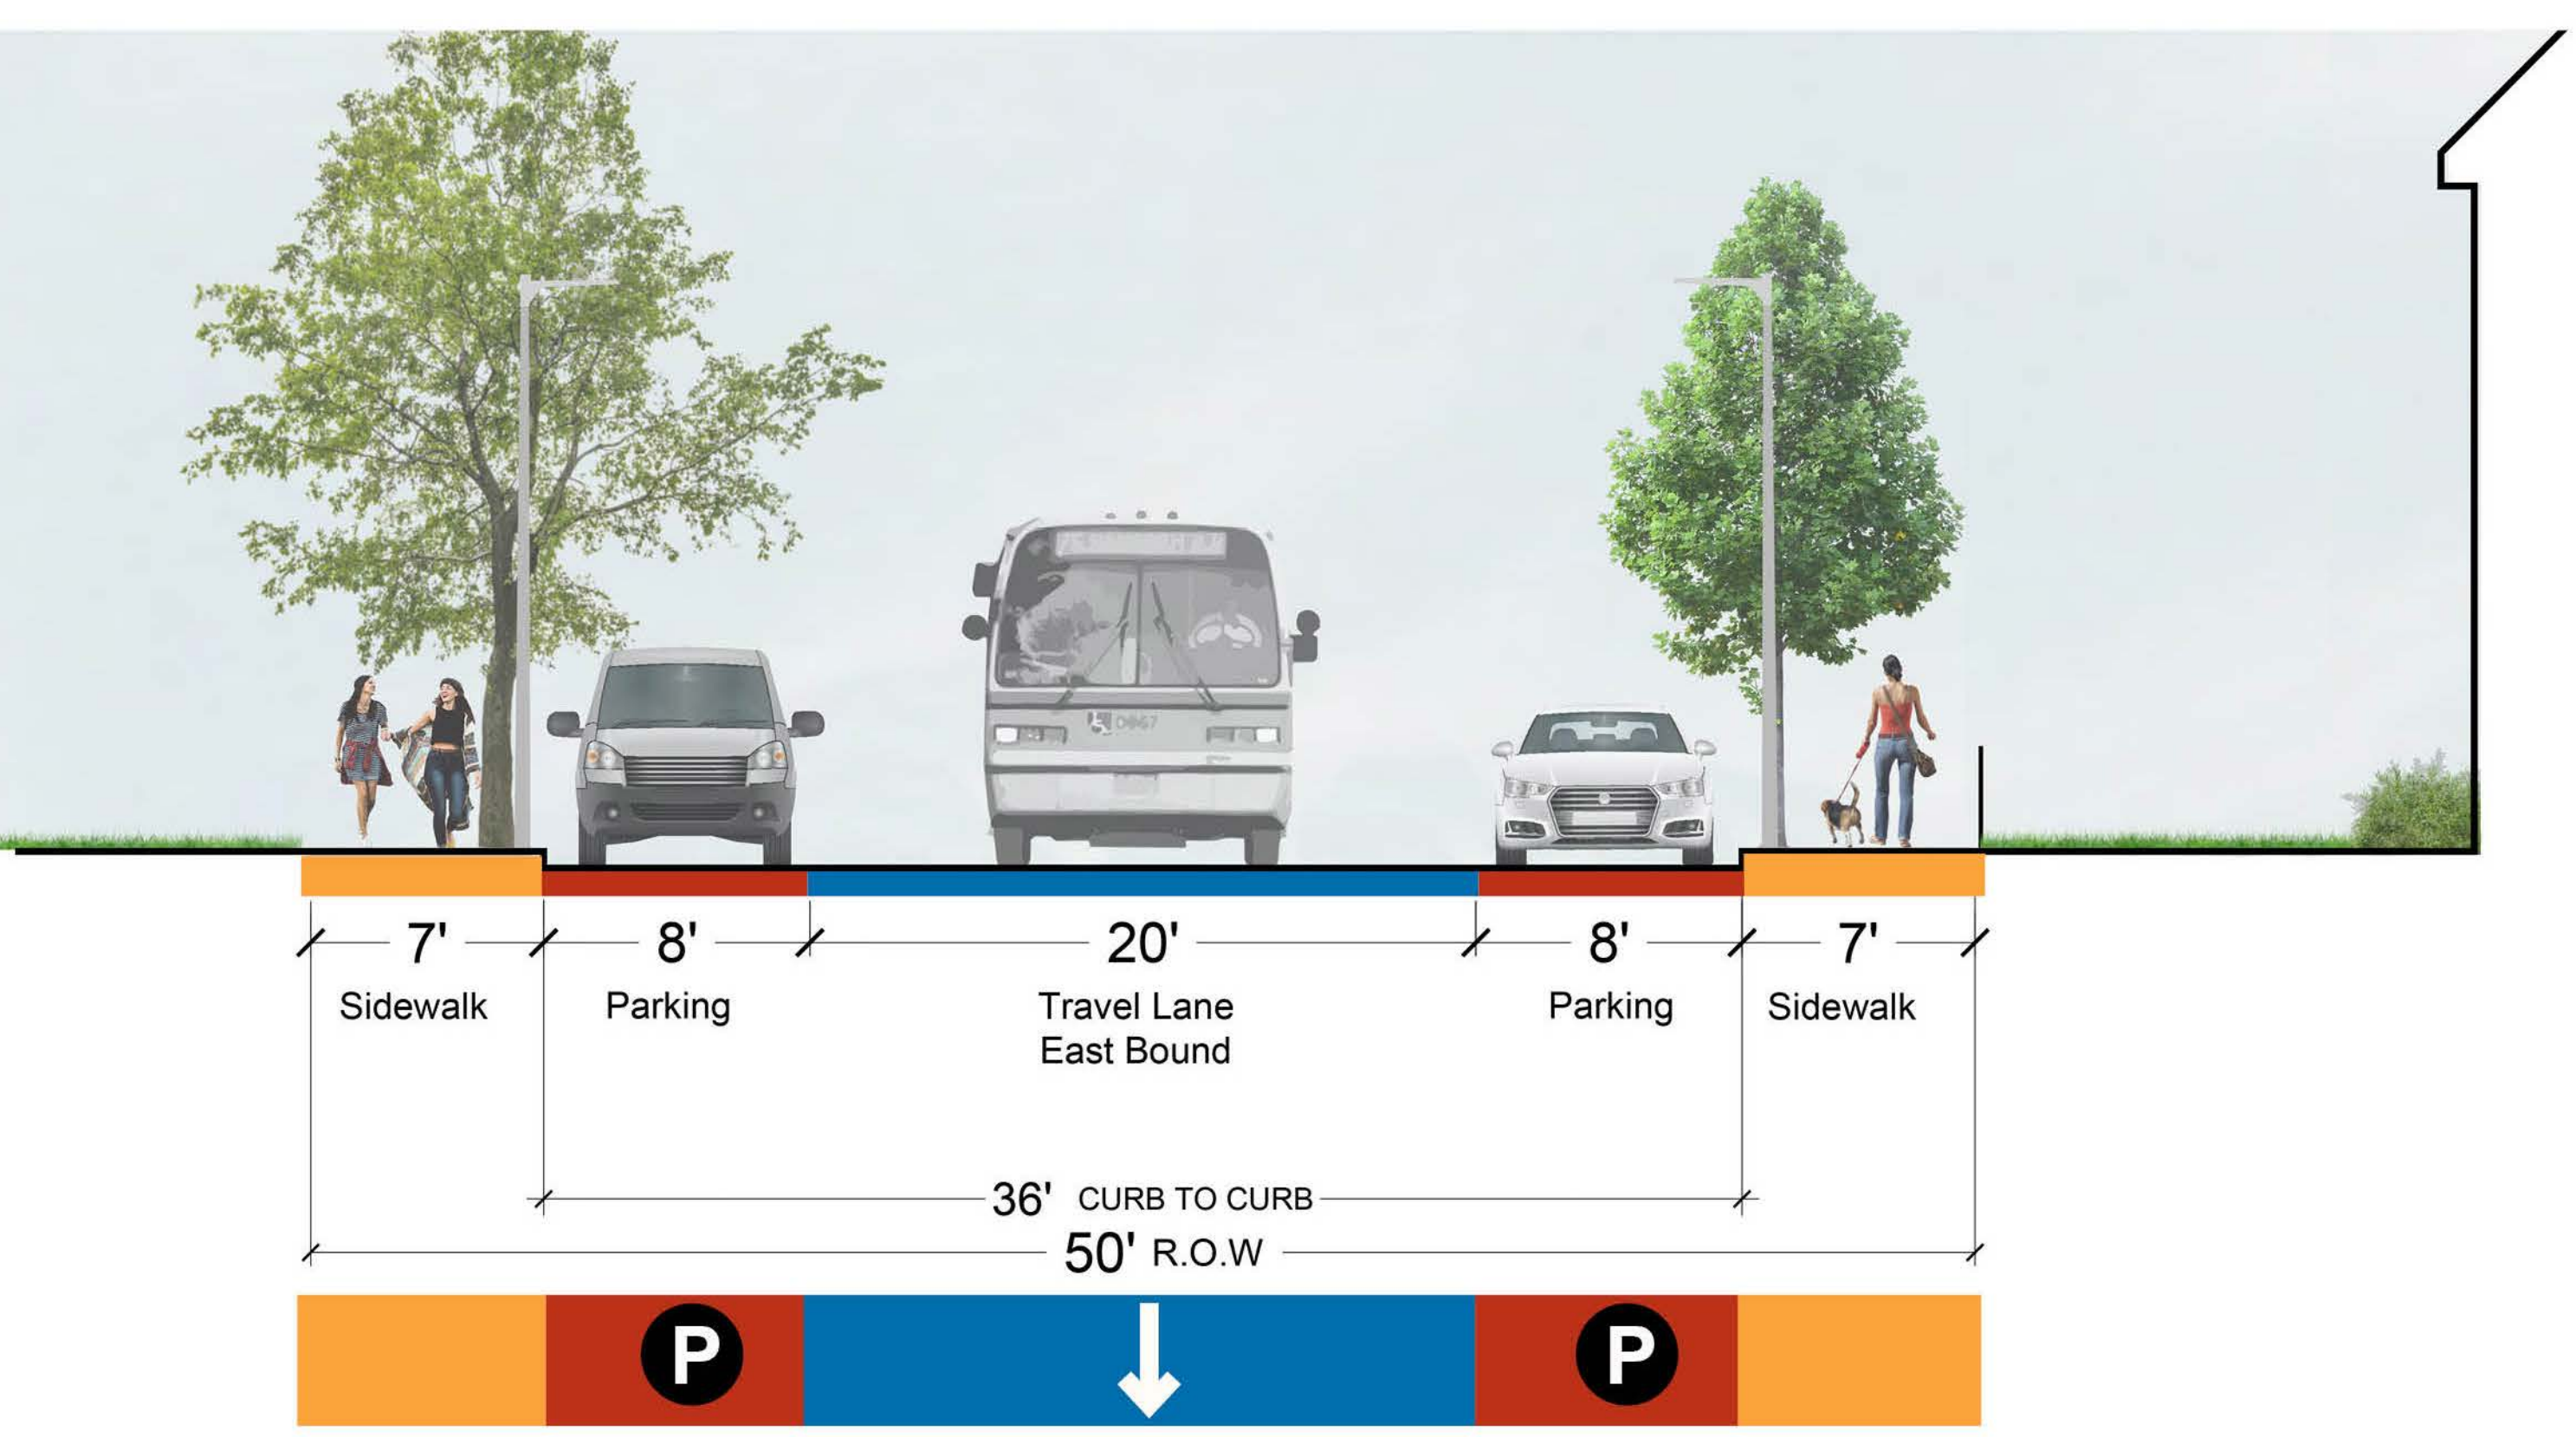 7'
8'
20'
8'
7'
Sidewalk
Parking
Travel Lane
East Bound
Parking
Sidewalk
36' CURB TO CURB
50' R.O.W
P
P